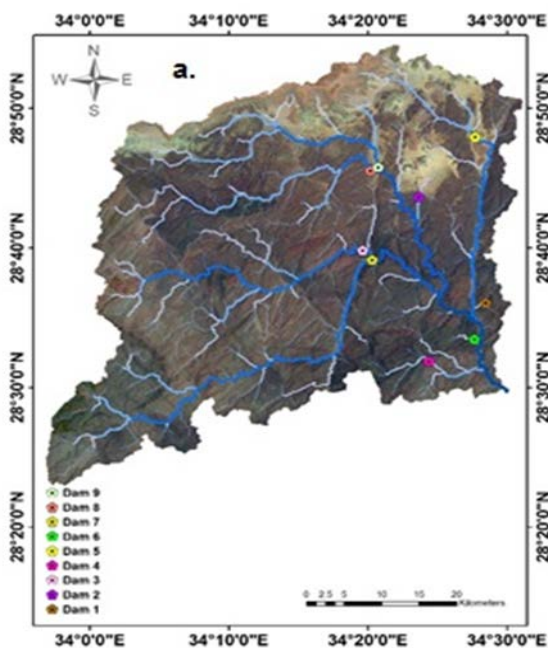 34°0'0"E 34°10'0"E 34°20'0"E 34°30'0"E
a.
N
W E
S
28°50'0"N 28°50'0"N
28°40'0"N 28°40'0"N
28°30'0"N 28°30'0"N
28°20'0"N 28°20'0"N
Dam 9
Dam 8
Dam 7
Dam 6
Dam 5
Dam 4
Dam 3
Dam 2
Dam 1
0 2.5 5 10 15 20
Kilometers
34°0'0"E 34°10'0"E 34°20'0"E 34°30'0"E